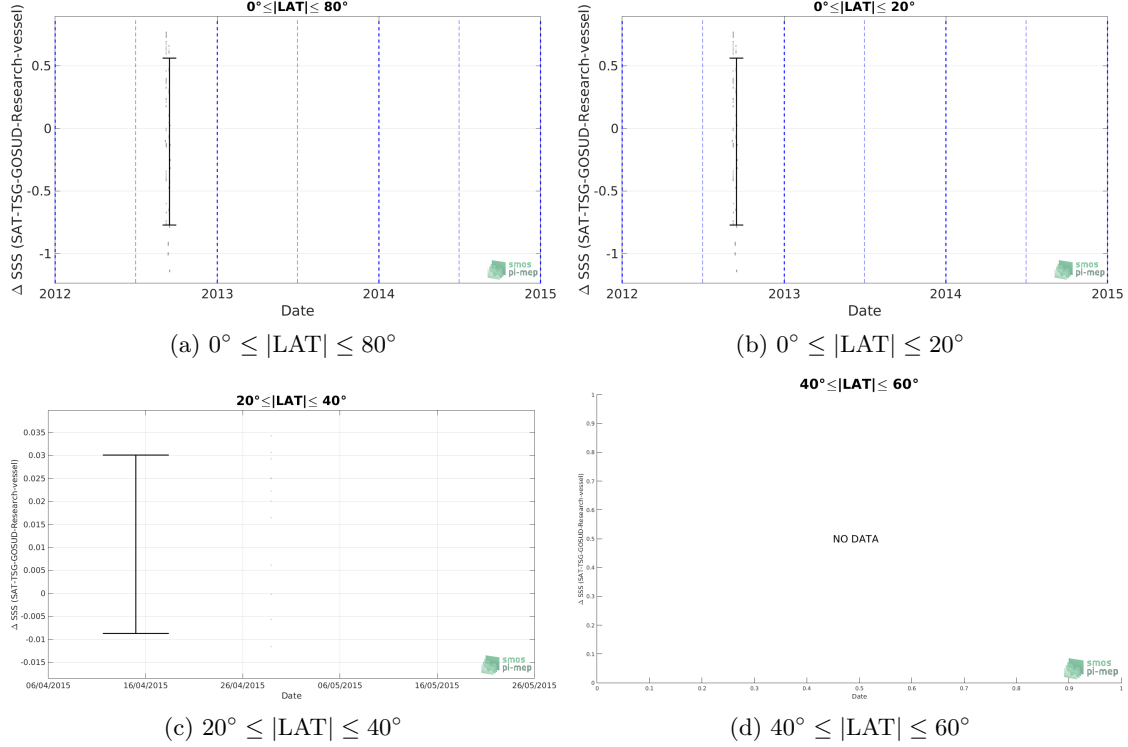 0°≤|LAT|≤ 80°
Δ SSS (SAT-TSG-GOSUD-Research-vessel)
0.5
0
-0.5
-1
2012
2013
2014
2015
Date
smos
pi-mep
(a) 0° ≤ |LAT| ≤ 80°
0°≤|LAT|≤ 20°
Δ SSS (SAT-TSG-GOSUD-Research-vessel)
0.5
0
-0.5
-1
2012
2013
2014
2015
Date
smos
pi-mep
(b) 0° ≤ |LAT| ≤ 20°
20°≤|LAT|≤ 40°
Δ SSS (SAT-TSG-GOSUD-Research-vessel)
0.035
0.03
0.025
0.02
0.01
0
-0.005
-0.01
-0.015
06/04/2015
16/04/2015
26/04/2015
06/05/2015
16/05/2015
26/05/2015
Date
smos
pi-mep
(c) 20° ≤ |LAT| ≤ 40°
40°≤|LAT|≤ 60°
Δ SSS (SAT-TSG-GOSUD-Research-vessel)
1
0.9
0.8
0.7
0.6
0.5
0.4
0.3
0.2
0.1
0
NO DATA
0
0.1
0.2
0.3
0.4
0.5
0.6
0.7
0.8
0.9
1
Date
smos
pi-mep
(d) 40° ≤ |LAT| ≤ 60°